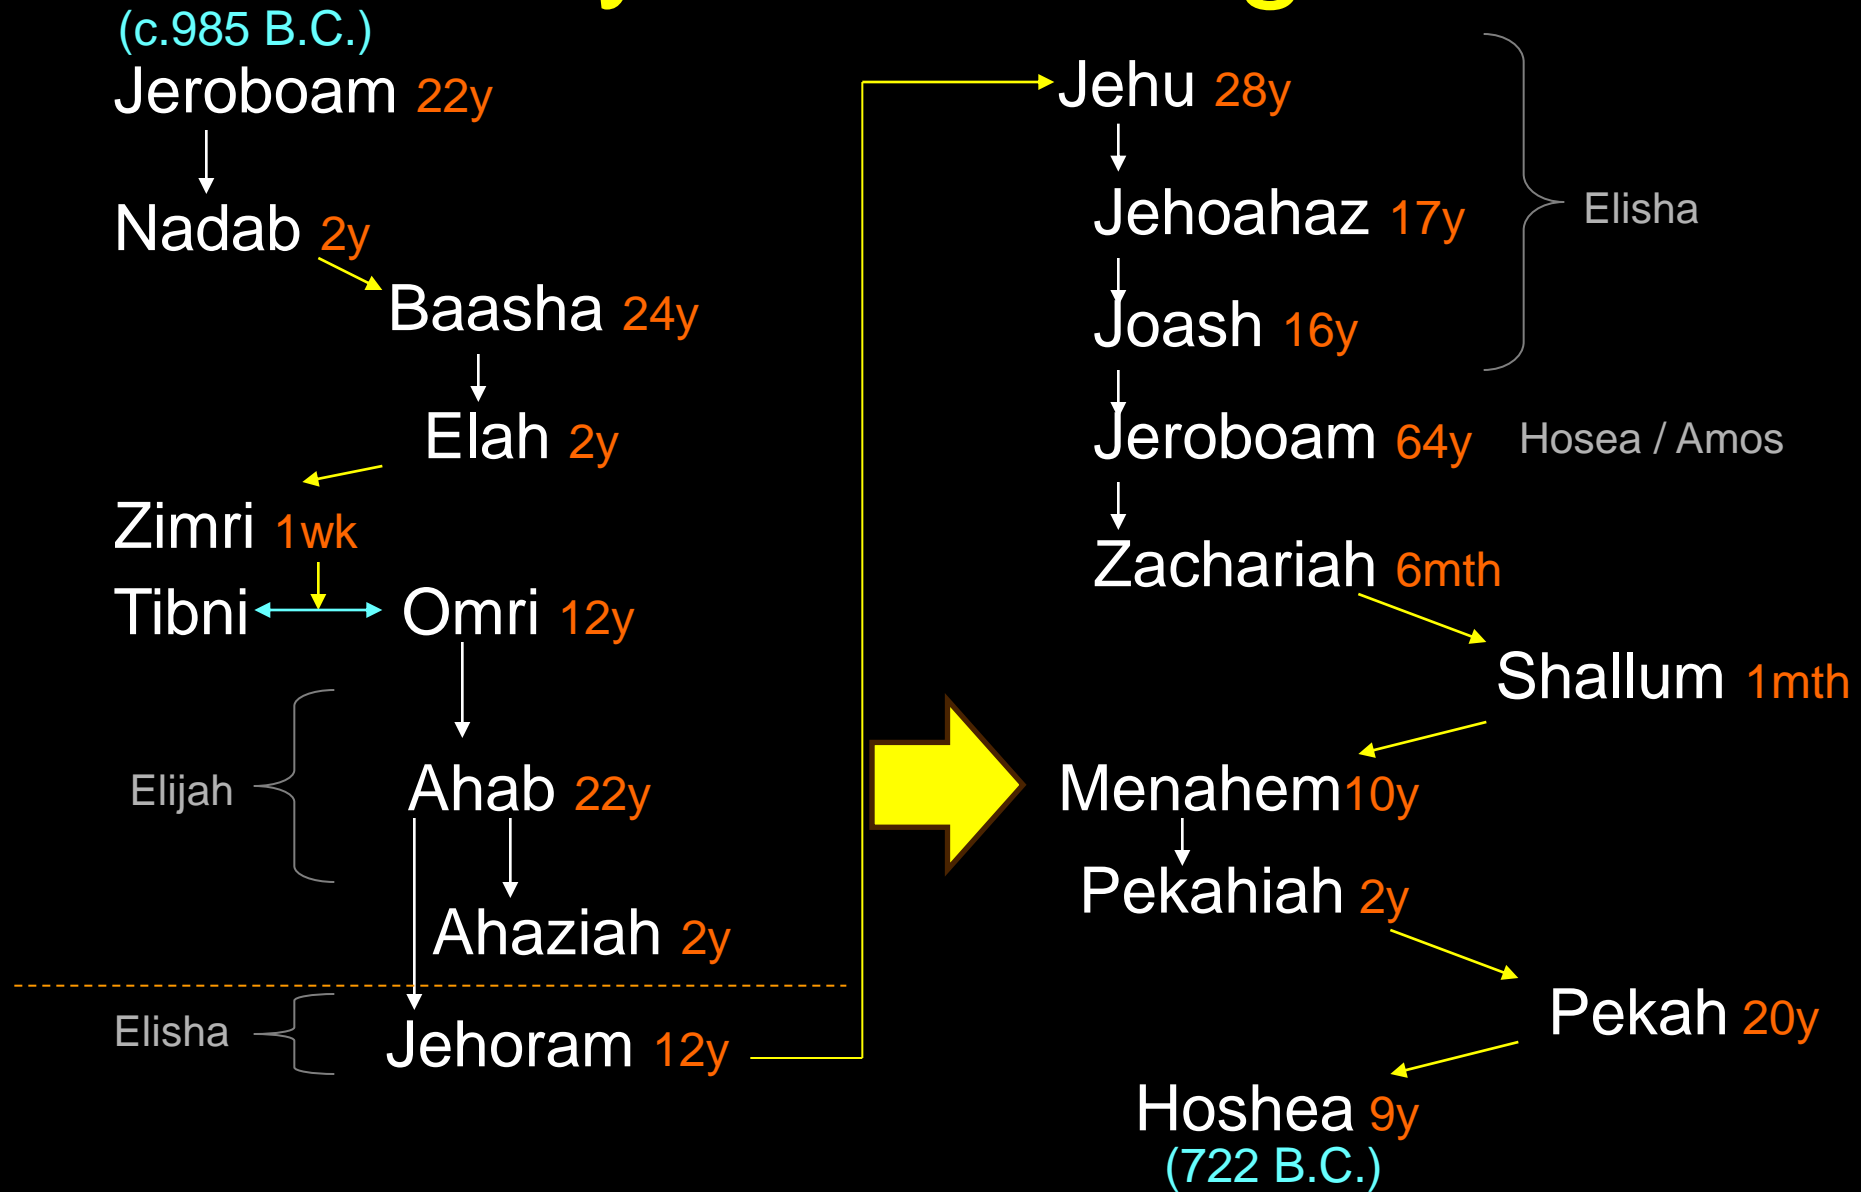 (c.985 B.C.)
Jeroboam 22y
Nadab 2y
Baasha 24y
Elah 2y
Zimri 1wk
Tibni Omri 12y
Elijah
Ahab 22y
Ahaziah 2y
Elisha
Jehoram 12y
Jehu 28y
Jehoahaz 17y
Elisha
Joash 16y
Jeroboam 64y Hosea / Amos
Zachariah 6mth
Shallum 1mth
Menahem10y
Pekahiah 2y
Pekah 20y
Hoshea 9y
(722 B.C.)